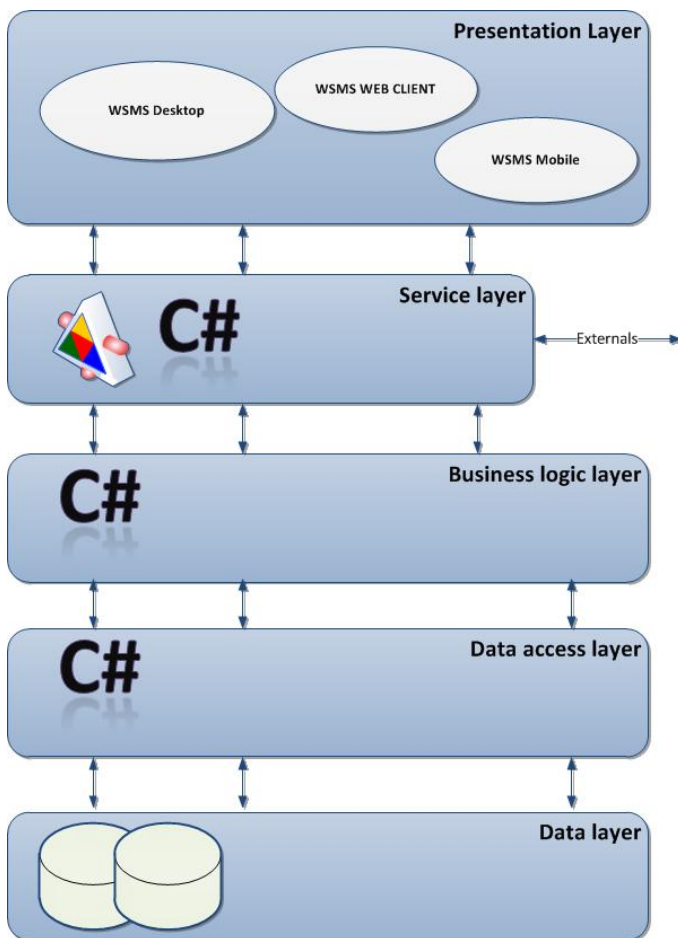 Presentation Layer
WSMS Desktop
WSMS WEB CLIENT
WSMS Mobile
Service layer
C#
Externals
Business logic layer
C#
Data access layer
C#
Data layer